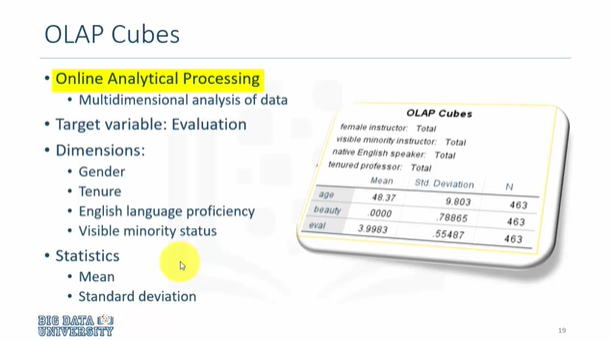 OLAP Cubes
• Online Analytical Processing
• Multidimensional analysis of data
• Target variable: Evaluation
• Dimensions:
• Gender
• Tenure
• English language proficiency
• Visible minority status
• Statistics
• Mean
• Standard deviation
OLAP Cubes
female instructor: Total
visible minority instructor: Total
native English speaker: Total
tenured professor: Total
Mean Std. Deviation N
age 48.37 9.803 463
beauty .0000 .78865 463
eval 3.9983 .55487 463
BIG DATA
UNIVERSITY
19